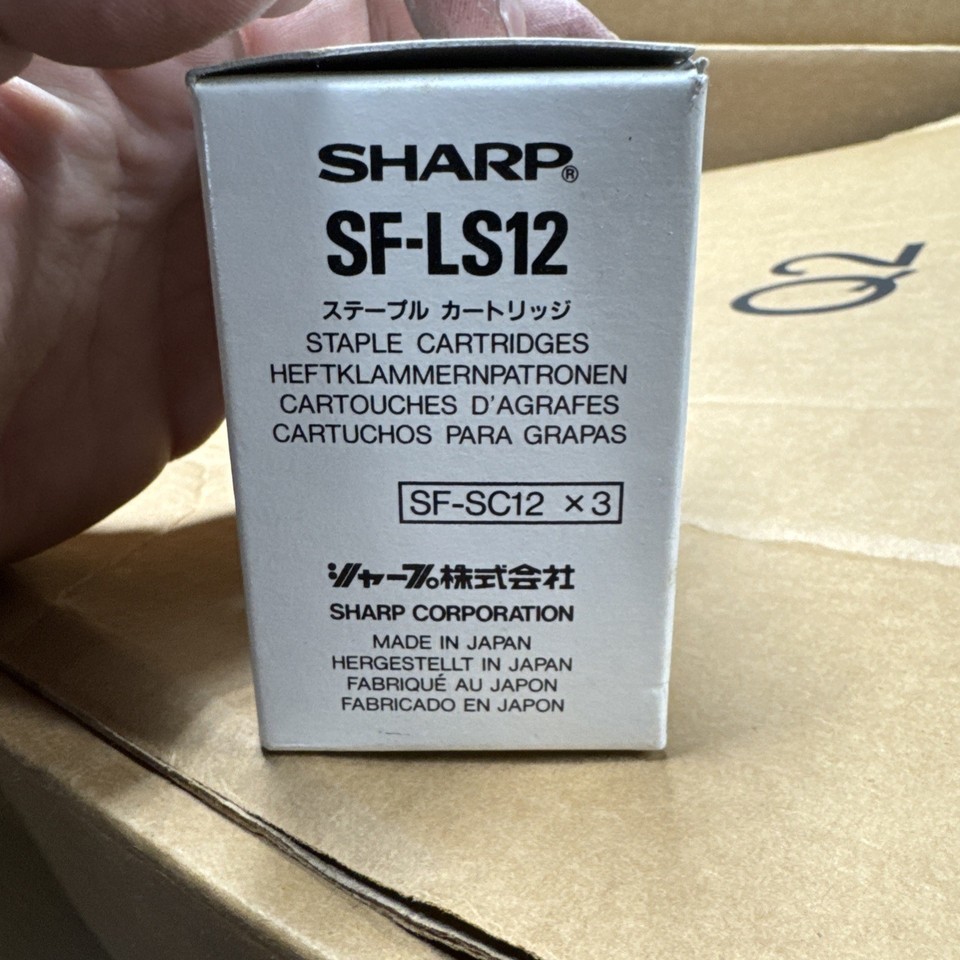 SHARP®
SF-LS12
ステープル カートリッジ
STAPLE CARTRIDGES
HEFTKLAMMERNPATRONEN
CARTOUCHES D'AGRAFES
CARTUCHOS PARA GRAPAS
SF-SC12 ×3
シャープ株式会社
SHARP CORPORATION
MADE IN JAPAN
HERGESTELLT IN JAPAN
FABRIQUÉ AU JAPON
FABRICADO EN JAPON